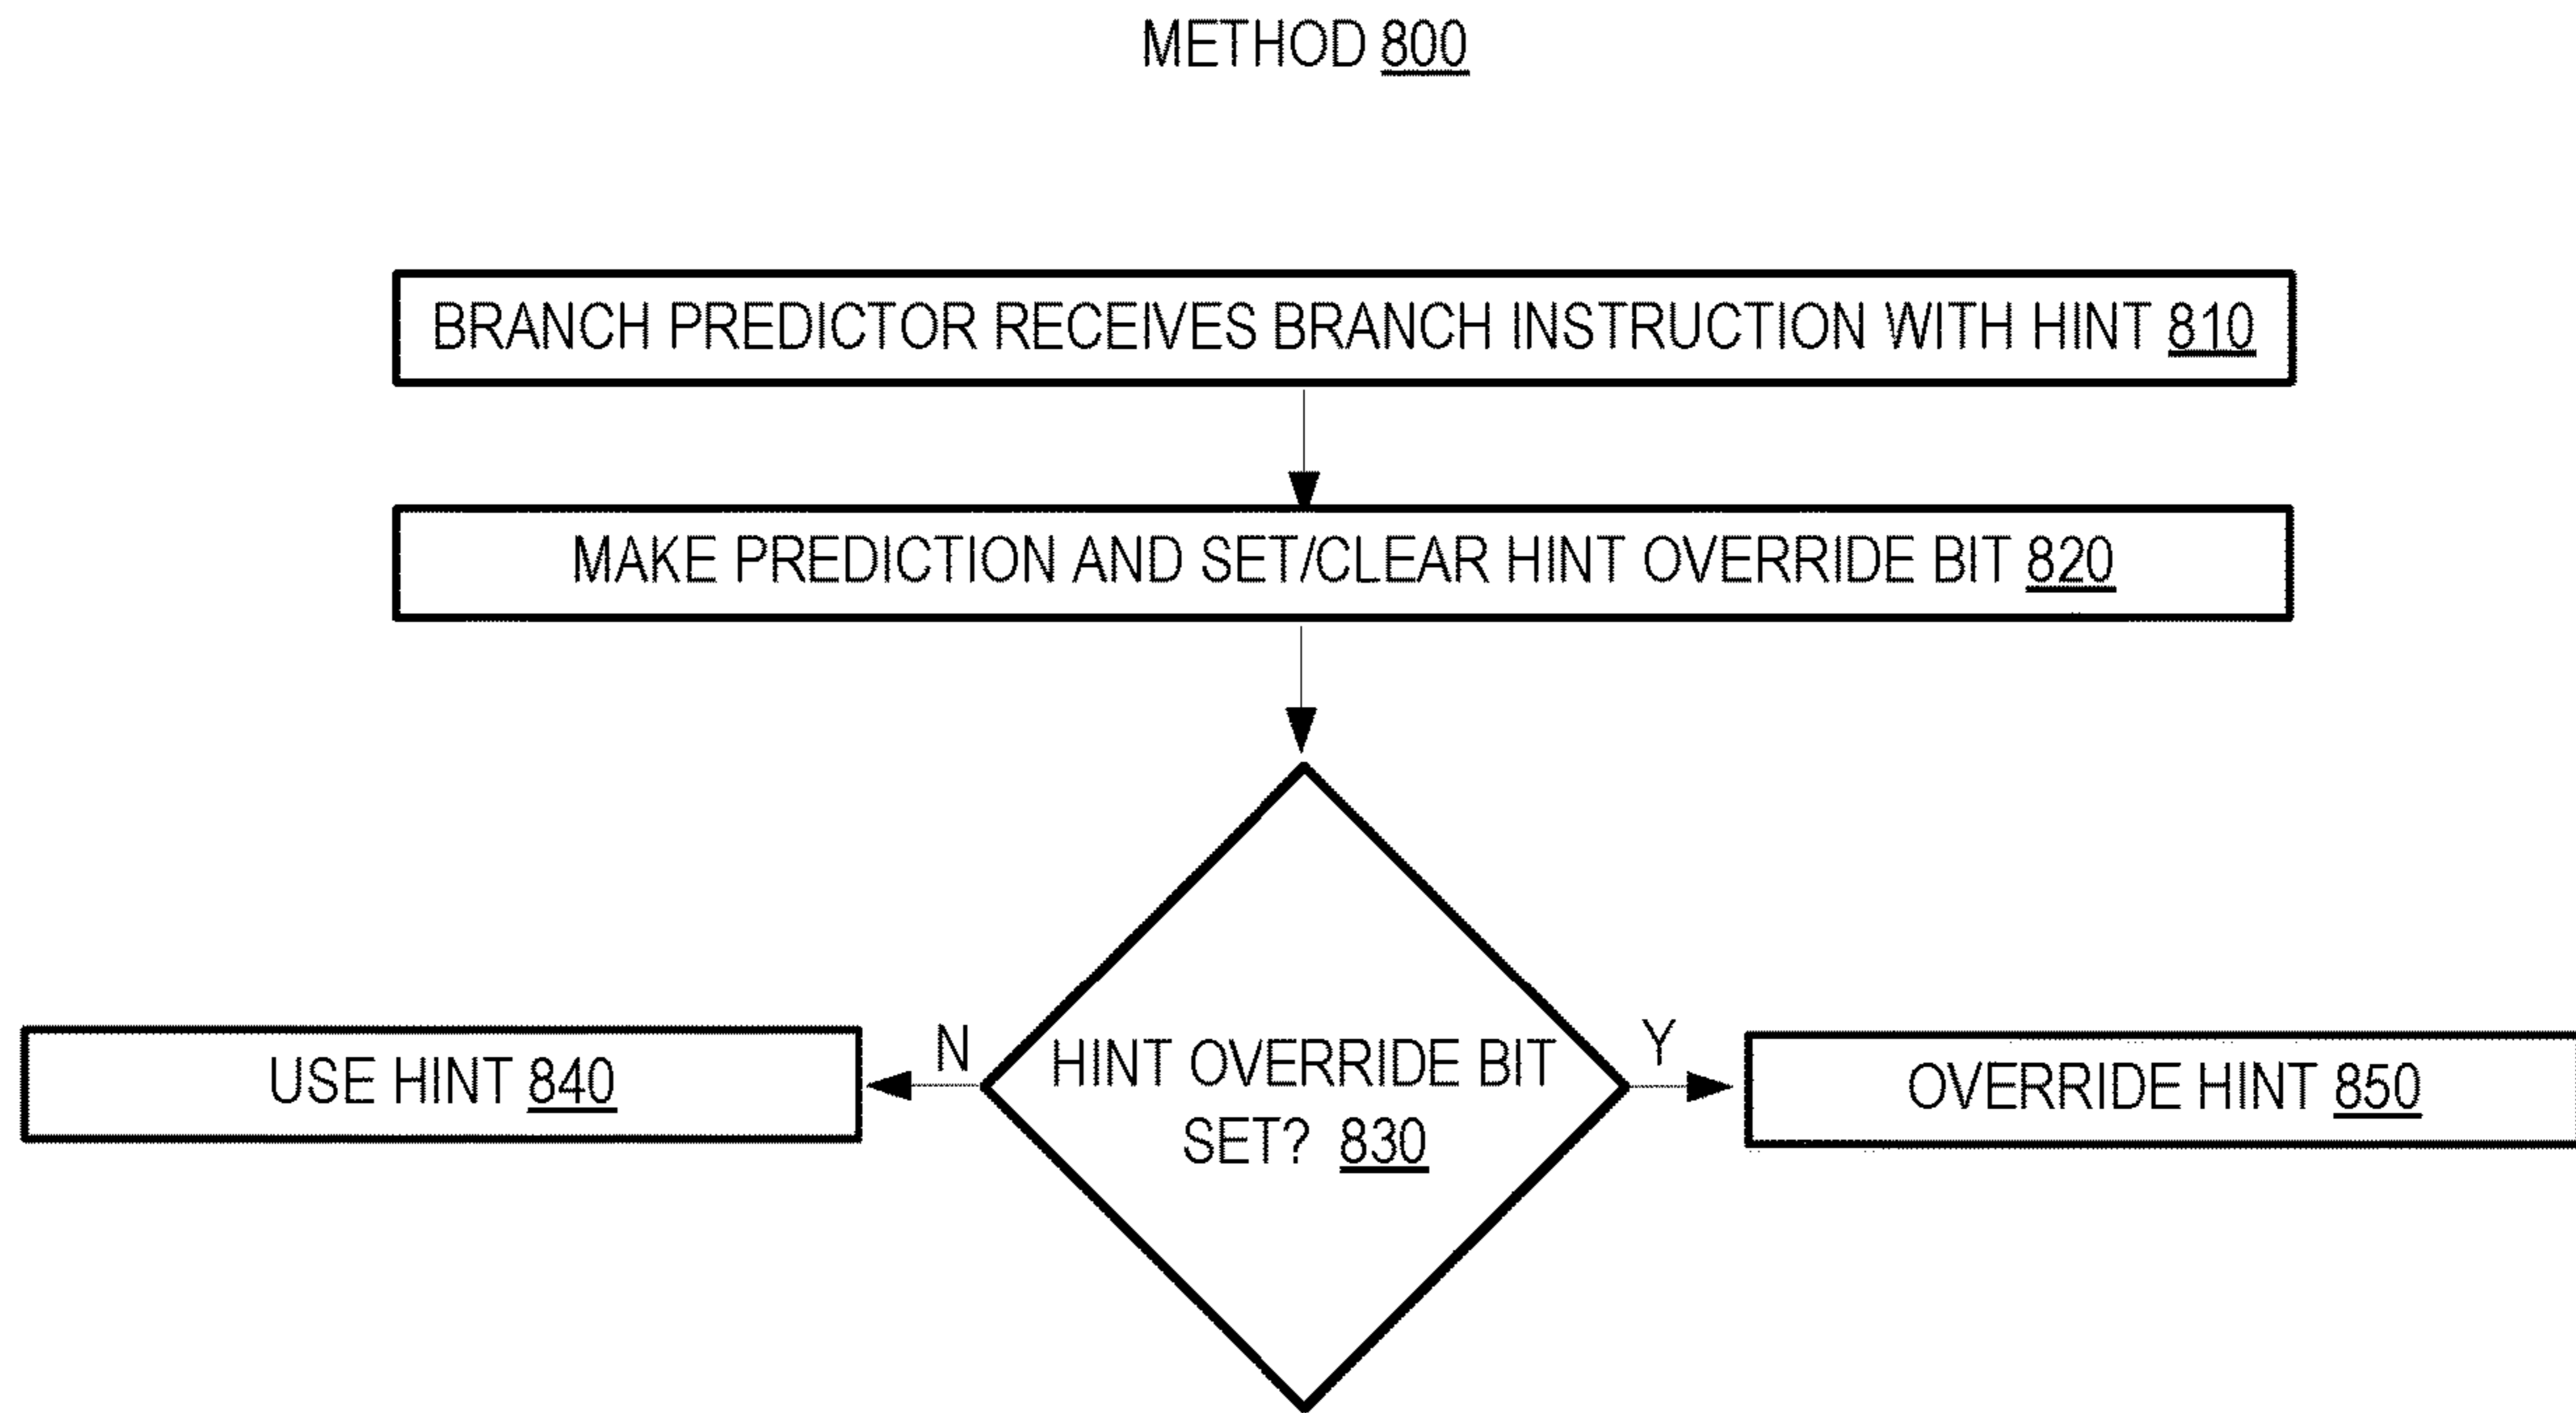 METHOD 800
BRANCH PREDICTOR RECEIVES BRANCH INSTRUCTION WITH HINT 810
MAKE PREDICTION AND SET/CLEAR HINT OVERRIDE BIT 820
N
Y
USE HINT 840
HINT OVERRIDE BIT
SET? 830
OVERRIDE HINT 850